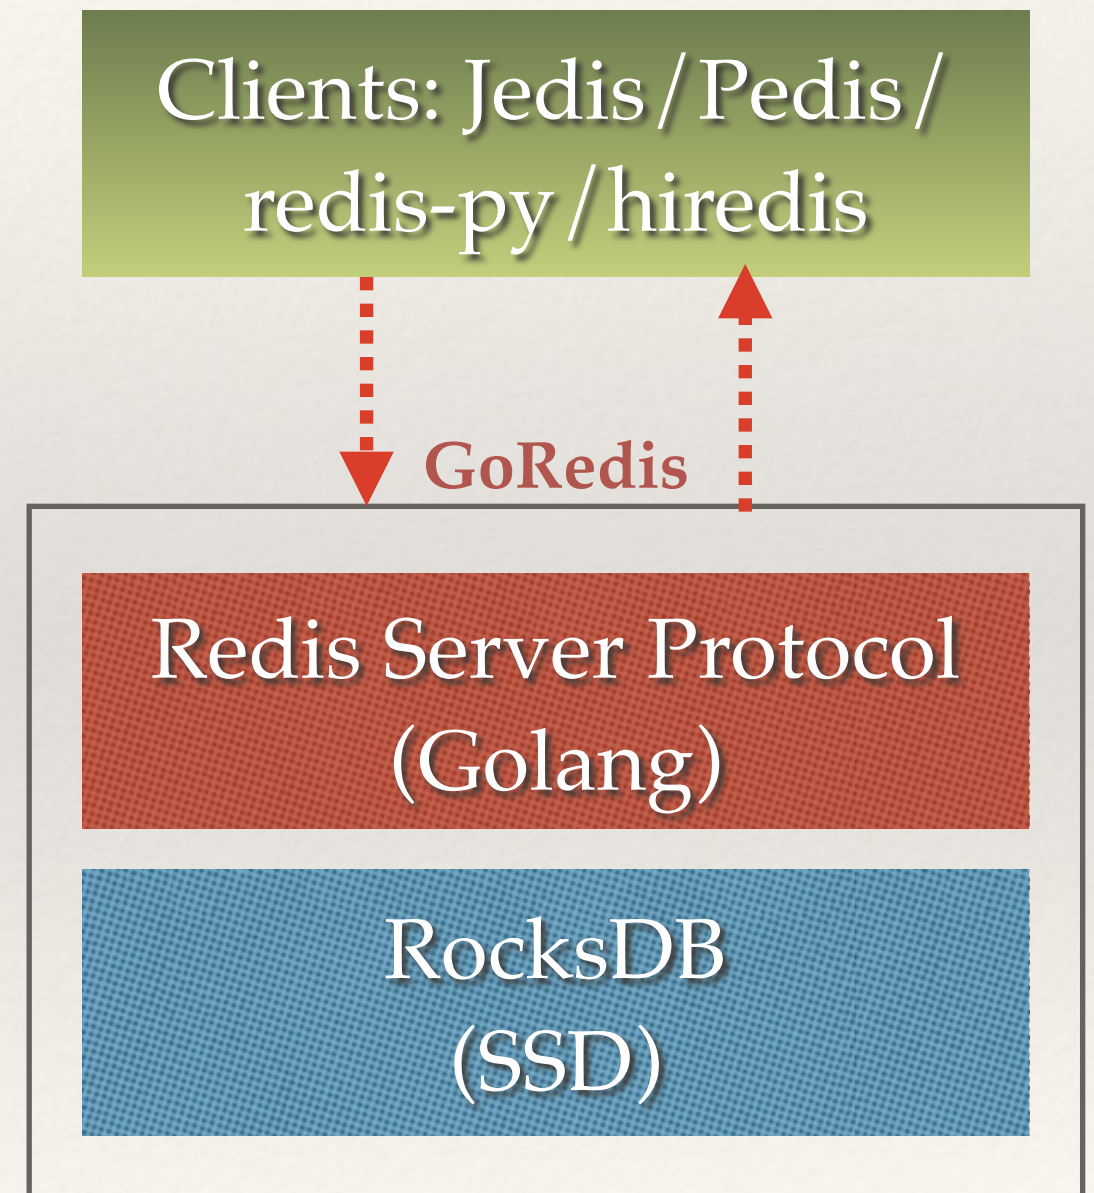 Clients: Jedis/Pedis/
redis-py/hiredis
GoRedis
Redis Server Protocol
(Golang)
RocksDB
(SSD)